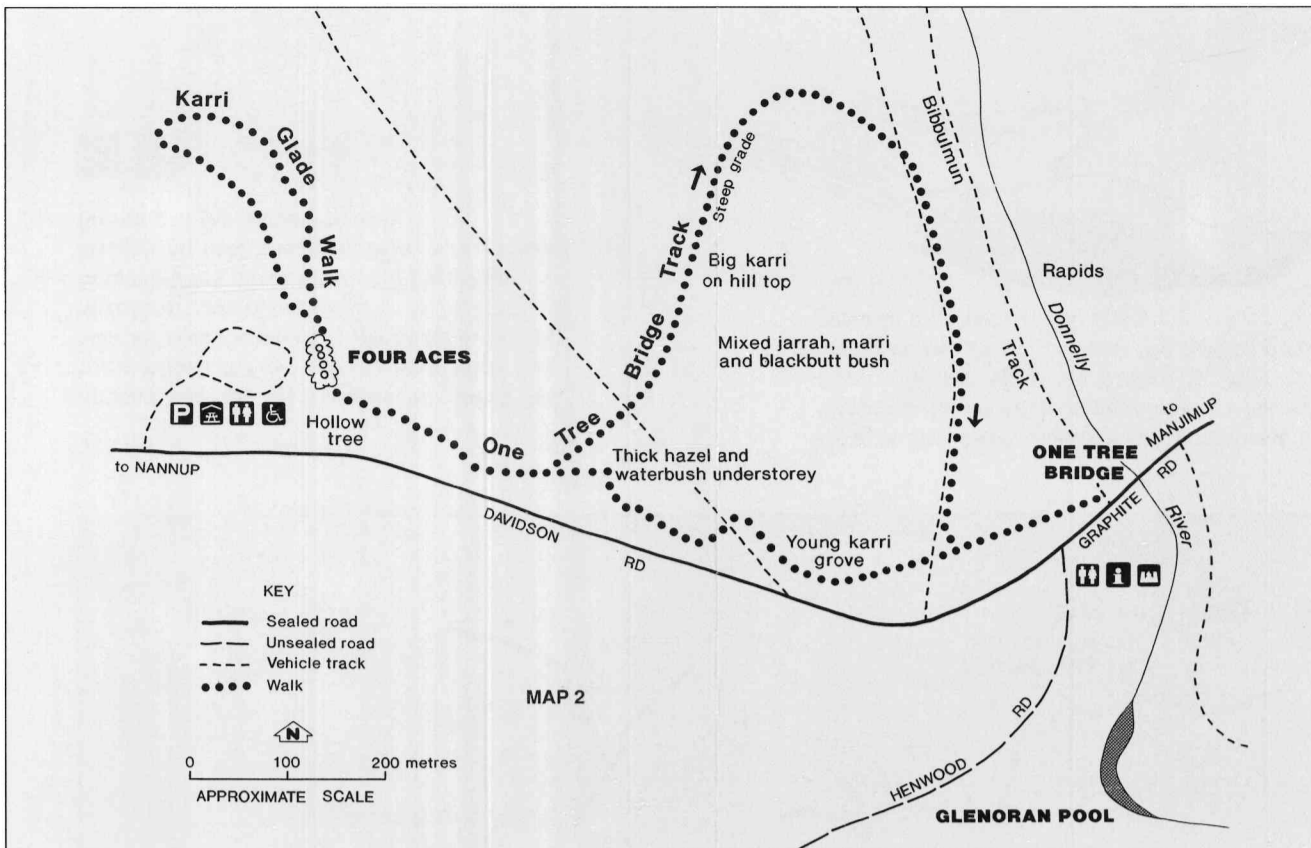 Karri
Glade
Walk
FOUR ACES
P
Hollow
tree
to NANNUP
One
Tree
Bridge
Track
Steep grade
Big karri
on hill top
Mixed jarrah, marri
and blackbutt bush
Thick hazel and
waterbush understorey
Young karri
grove
Bibbulmun
Track
Rapids
Donnelly
River
ONE TREE
BRIDGE
to
MANJIMUP
GRAPHITE RD
DAVIDSON RD
i
HENWOOD RD
GLENORAN POOL
KEY
Sealed road
Unsealed road
Vehicle track
Walk
MAP 2
N
0 100 200 metres
APPROXIMATE SCALE